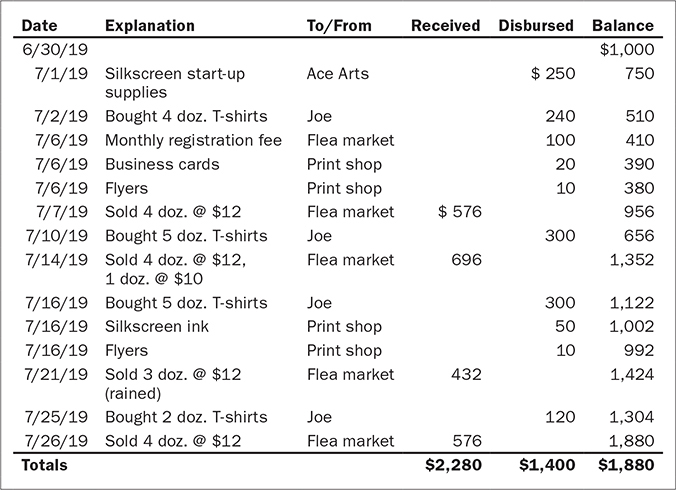 Date Explanation To/From Received Disbursed Balance
6/30/19 $1,000
7/1/19 Silkscreen start-up Ace Arts $ 250 750
supplies
7/2/19 Bought 4 doz. T-shirts Joe 240 510
7/6/19 Monthly registration fee Flea market 100 410
7/6/19 Business cards Print shop 20 390
7/6/19 Flyers Print shop 10 380
7/7/19 Sold 4 doz. @ $12 Flea market $ 576 956
7/10/19 Bought 5 doz. T-shirts Joe 300 656
7/14/19 Sold 4 doz. @ $12, Flea market 696 1,352
1 doz. @ $10
7/16/19 Bought 5 doz. T-shirts Joe 300 1,122
7/16/19 Silkscreen ink Print shop 50 1,002
7/16/19 Flyers Print shop 10 992
7/21/19 Sold 3 doz. @ $12 Flea market 432 1,424
(rained)
7/25/19 Bought 2 doz. T-shirts Joe 120 1,304
7/26/19 Sold 4 doz. @ $12 Flea market 576 1,880
Totals $2,280 $1,400 $1,880